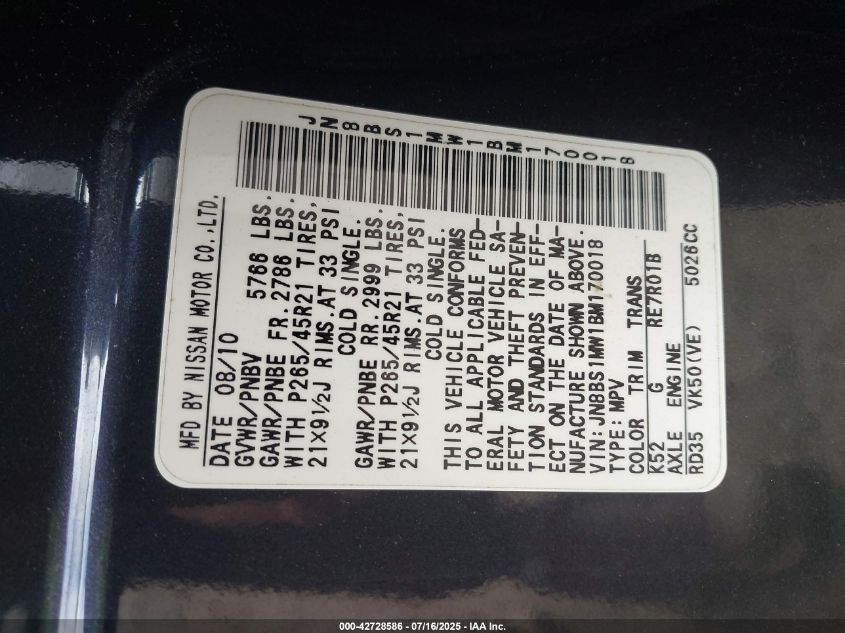 JN8BS1MW1BM170018
MFD BY NISSAN MOTOR CO.,LTD.
DATE 08/10
GVWR/PNBV 5766 LBS.
GAWR/PNBE FR.2786 LBS.
WITH P265/45R21 TIRES,
21X9½J RIMS.AT 33 PSI
COLD SINGLE.
GAWR/PNBE RR.2999 LBS.
WITH P265/45R21 TIRES,
21X9½J RIMS.AT 33 PSI
COLD SINGLE.
THIS VEHICLE CONFORMS
TO ALL APPLICABLE FED-
ERAL MOTOR VEHICLE SA-
FETY AND THEFT PREVEN-
TION STANDARDS IN EFF-
ECT ON THE DATE OF MA-
NUFACTURE SHOWN ABOVE.
VIN:JN8BS1MW1BM170018
TYPE:MPV
COLOR TRIM TRANS
K52 G RE7R01B
AXLE ENGINE
RD35 VK50(VE) 5026CC
000-42728586 - 07/16/2025 - IAA Inc.